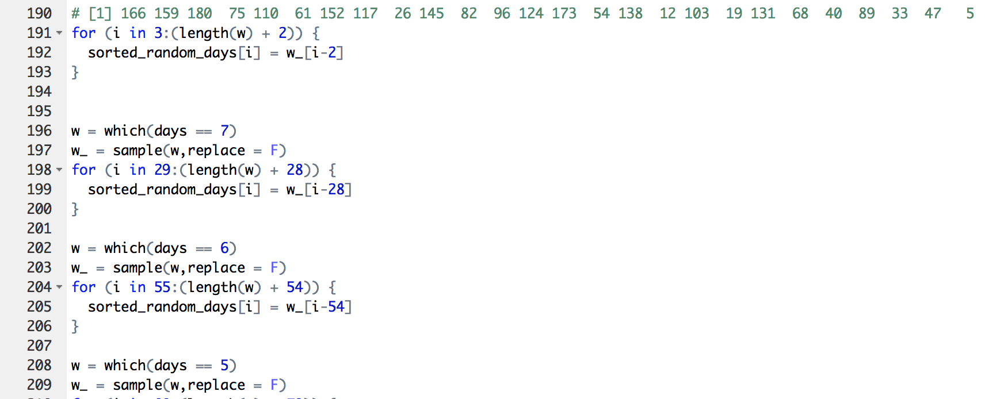 190 # [1] 166 159 180  75 110  61 152 117  26 145  82  96 124 173  54 138  12 103  19 131  68  40  89  33  47   5
191 for (i in 3:(length(w) + 2)) {
192   sorted_random_days[i] = w_[i-2]
193 }
194
195
196 w = which(days == 7)
197 w_ = sample(w,replace = F)
198 for (i in 29:(length(w) + 28)) {
199   sorted_random_days[i] = w_[i-28]
200 }
201
202 w = which(days == 6)
203 w_ = sample(w,replace = F)
204 for (i in 55:(length(w) + 54)) {
205   sorted_random_days[i] = w_[i-54]
206 }
207
208 w = which(days == 5)
209 w_ = sample(w,replace = F)